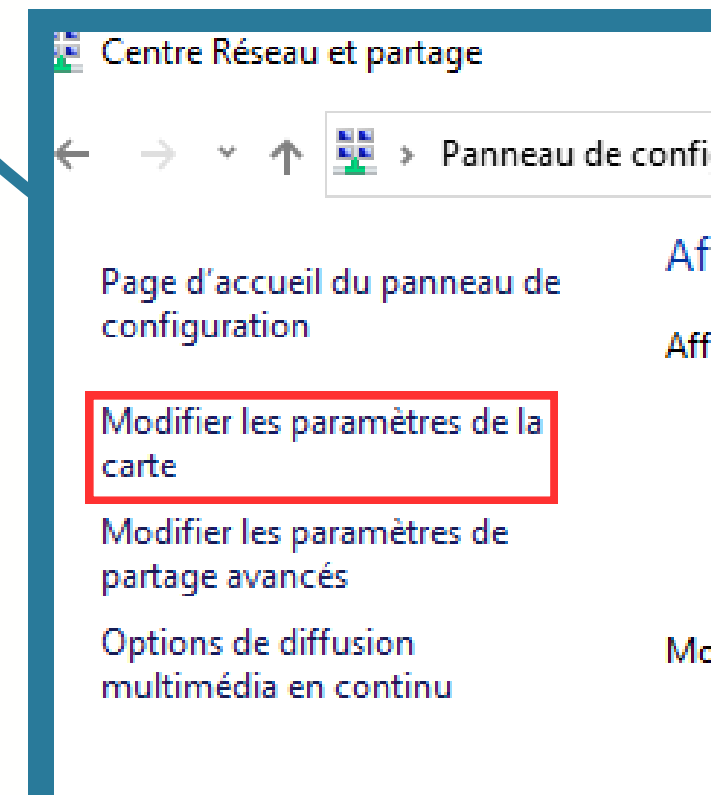 Centre Réseau et partage
Panneau de confi
Af
Page d'accueil du panneau de
configuration
Aff
Modifier les paramètres de la
carte
Modifier les paramètres de
partage avancés
Options de diffusion
multimédia en continu
Mo